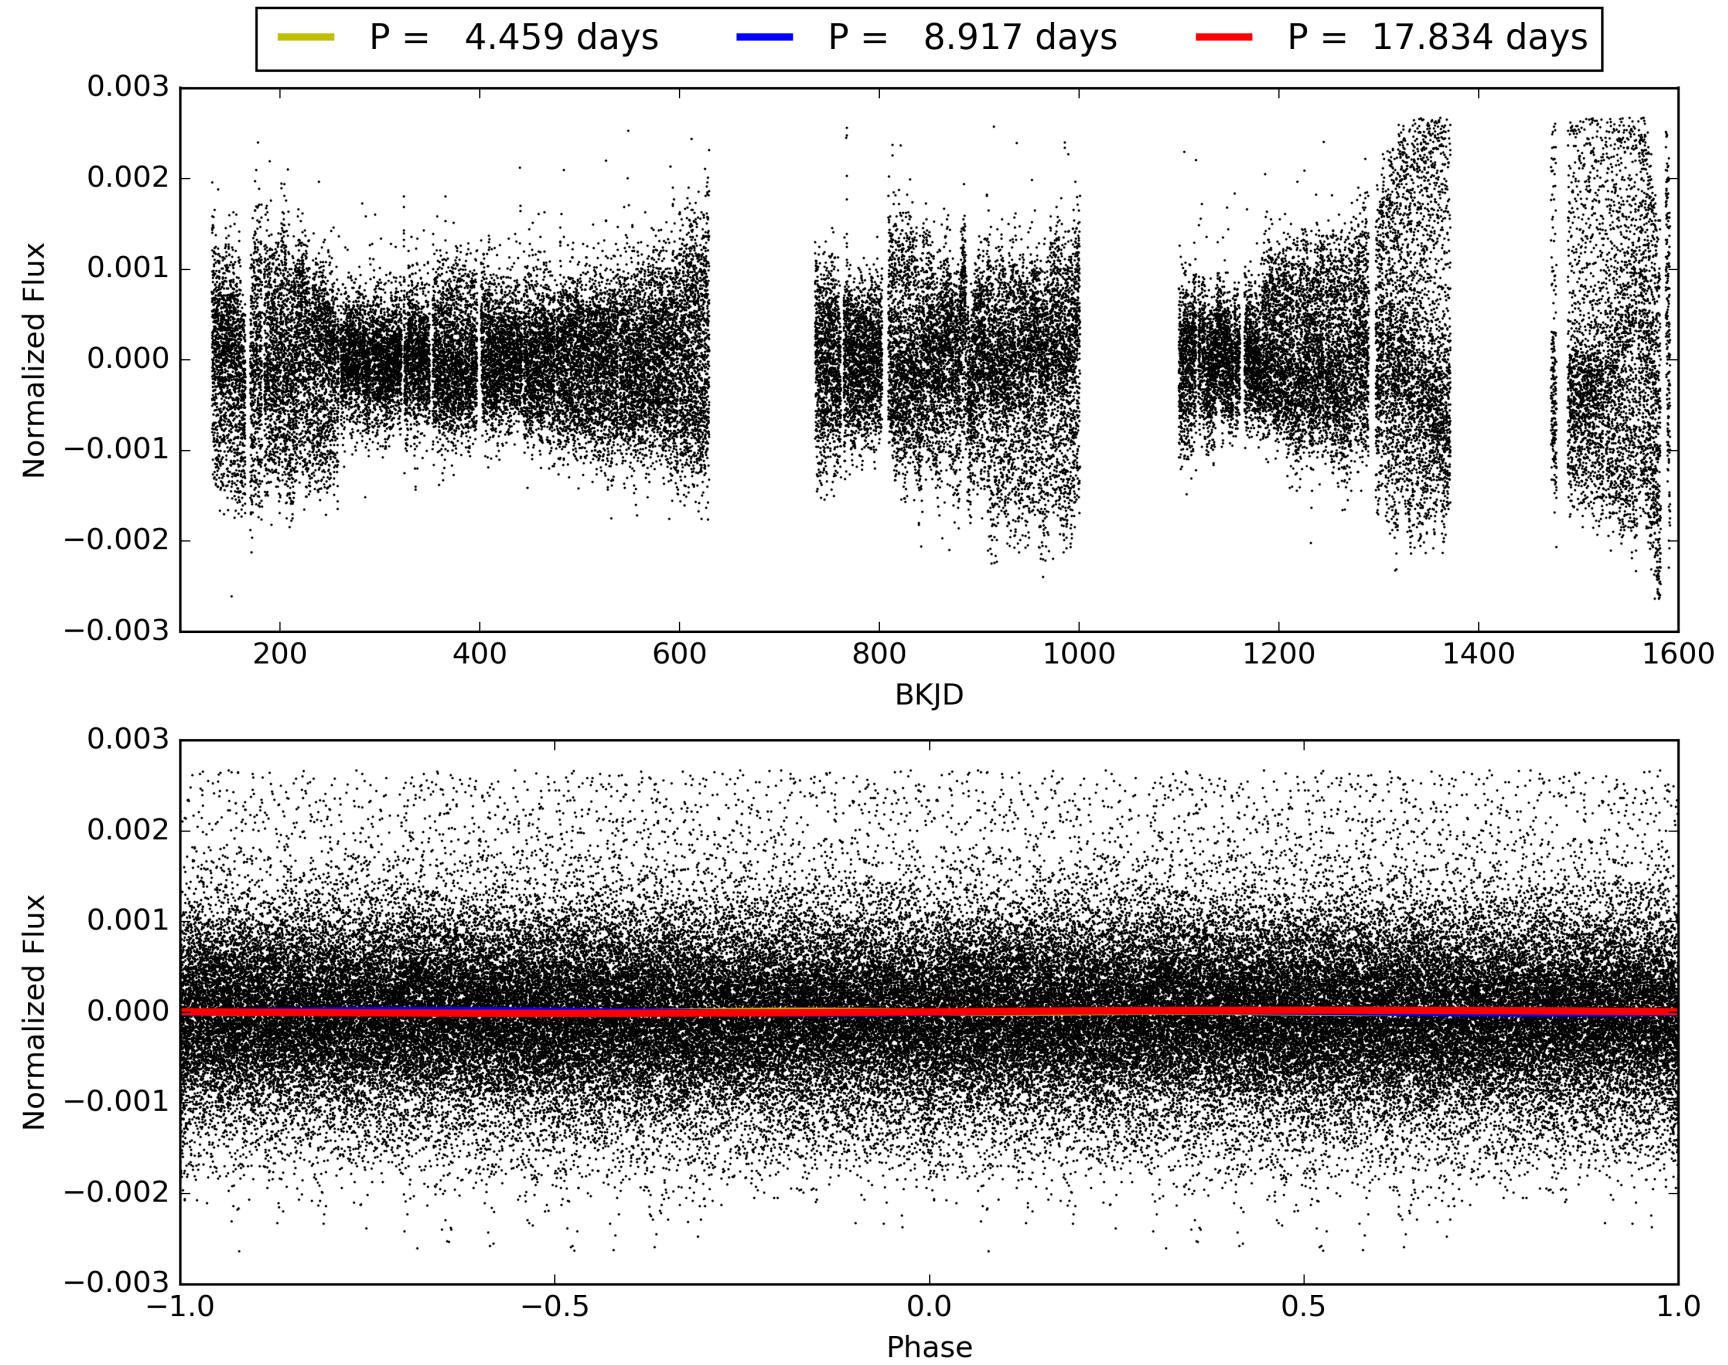 P = 4.459 days P = 8.917 days P = 17.834 days
0.003
0.002
0.001
0.000
−0.001
−0.002
−0.003
Normalized Flux
200 400 600 800 1000 1200 1400 1600
BKJD
0.003
0.002
0.001
0.000
−0.001
−0.002
−0.003
Normalized Flux
−1.0 −0.5 0.0 0.5 1.0
Phase